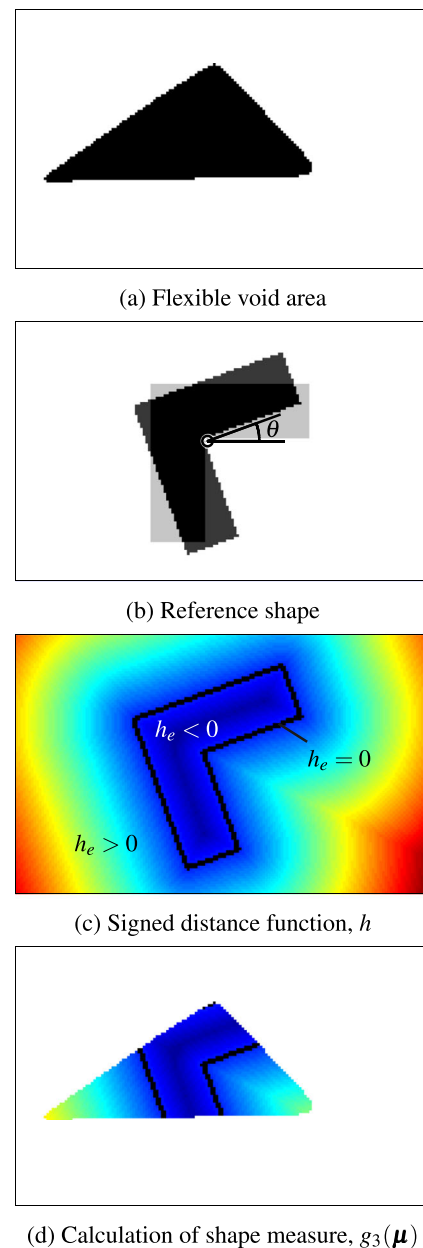 (a) Flexible void area
θ
(b) Reference shape
h_e < 0
h_e = 0
h_e > 0
(c) Signed distance function, h
(d) Calculation of shape measure, g_3(μ)